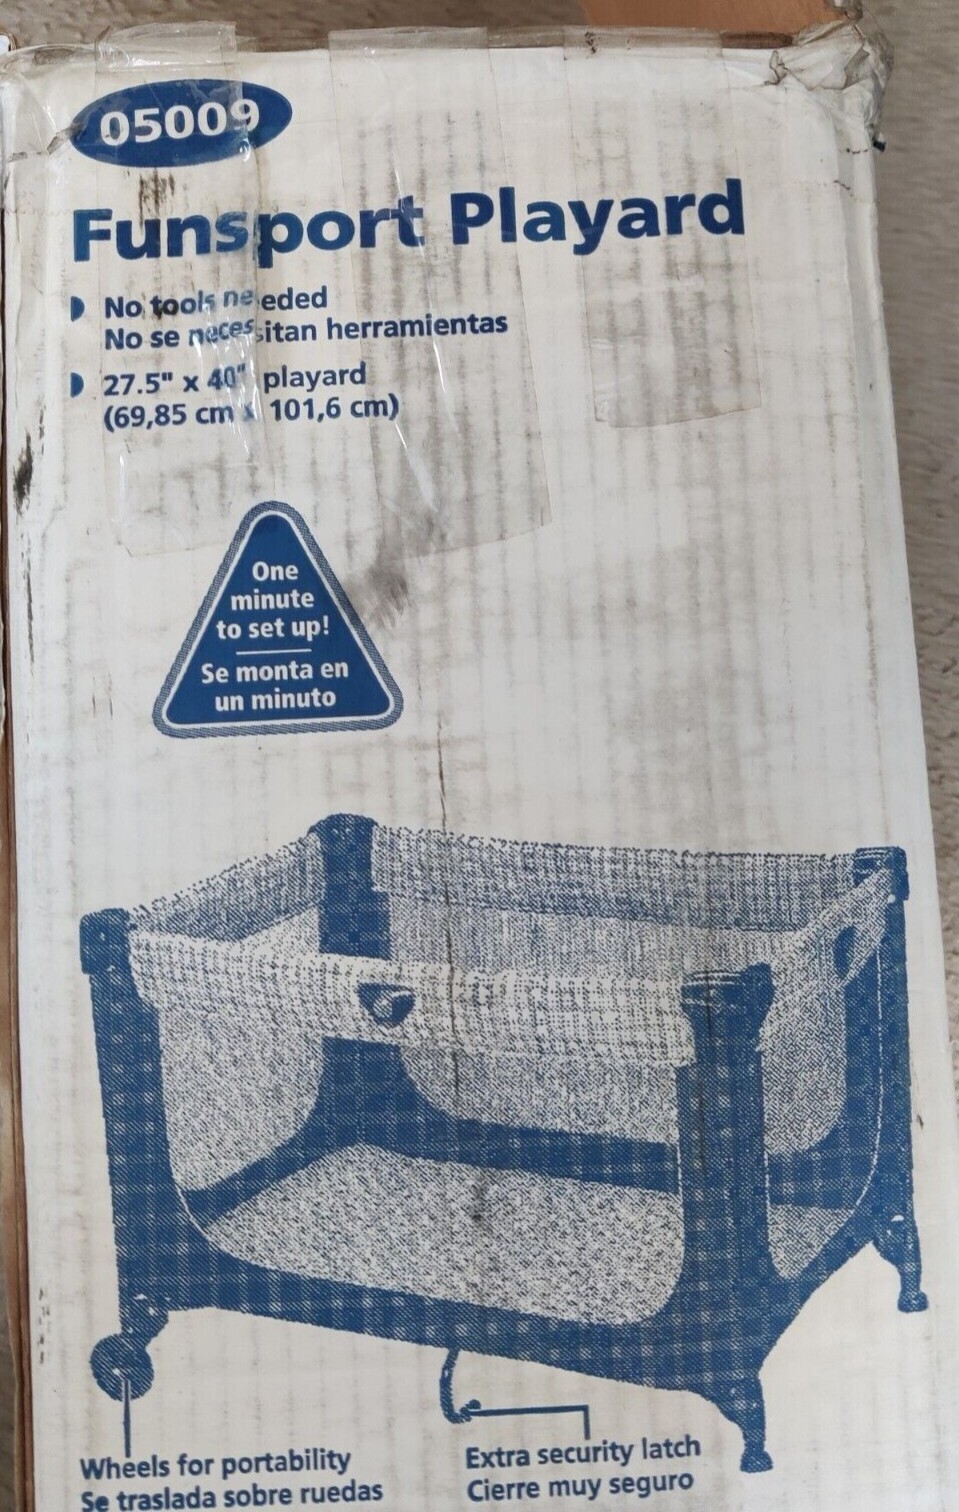 05009
Funsport Playard
No tools needed
No se necesitan herramientas
27.5" x 40" playard
(69,85 cm x 101,6 cm)
One
minute
to set up!
Se monta en
un minuto
Wheels for portability
Se traslada sobre ruedas
Extra security latch
Cierre muy seguro